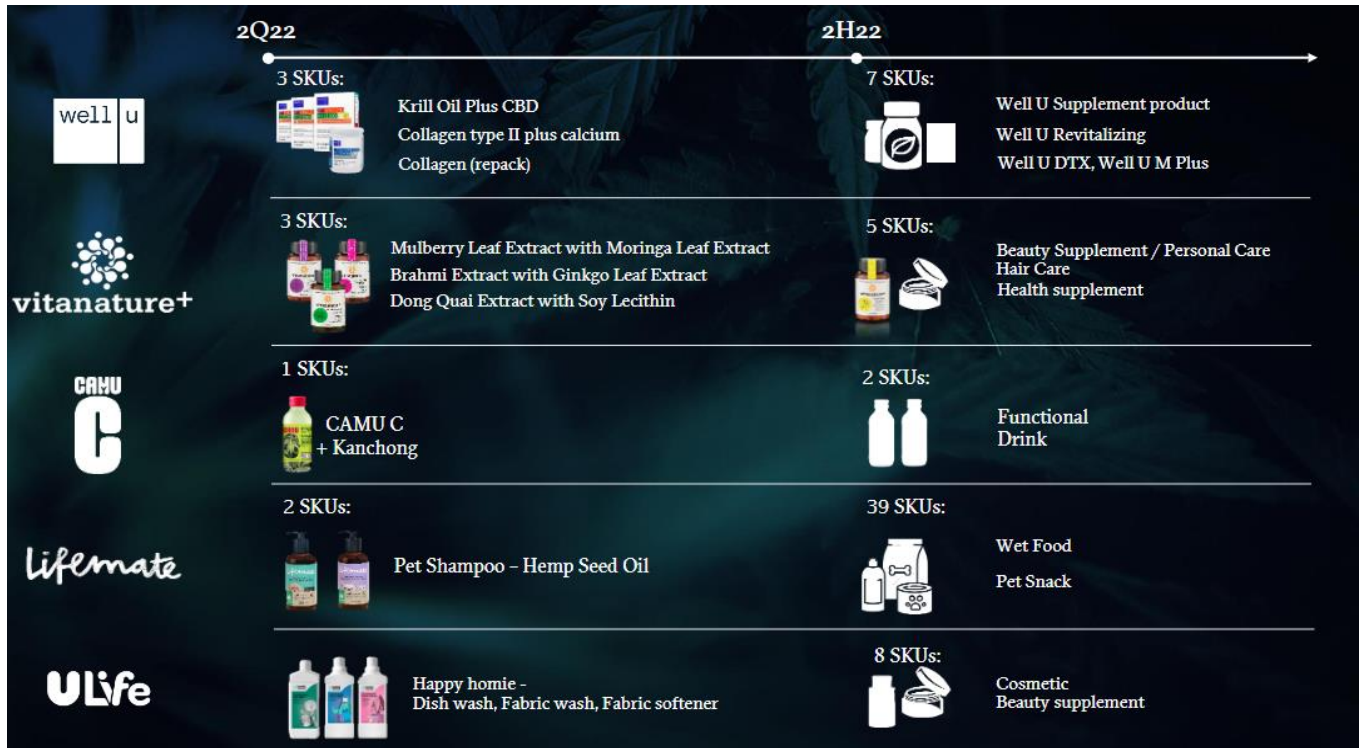 2Q22
2H22
well u
3 SKUs:
Krill Oil Plus CBD
Collagen type II plus calcium
Collagen (repack)
7 SKUs:
Well U Supplement product
Well U Revitalizing
Well U DTX, Well U M Plus
vitanature+
3 SKUs:
Mulberry Leaf Extract with Moringa Leaf Extract
Brahmi Extract with Ginkgo Leaf Extract
Dong Quai Extract with Soy Lecithin
5 SKUs:
Beauty Supplement / Personal Care
Hair Care
Health supplement
CAMU
C
1 SKUs:
CAMU C
+ Kanchong
2 SKUs:
Functional
Drink
Lifemate
2 SKUs:
Pet Shampoo – Hemp Seed Oil
39 SKUs:
Wet Food
Pet Snack
ULife
Happy homie -
Dish wash, Fabric wash, Fabric softener
8 SKUs:
Cosmetic
Beauty supplement